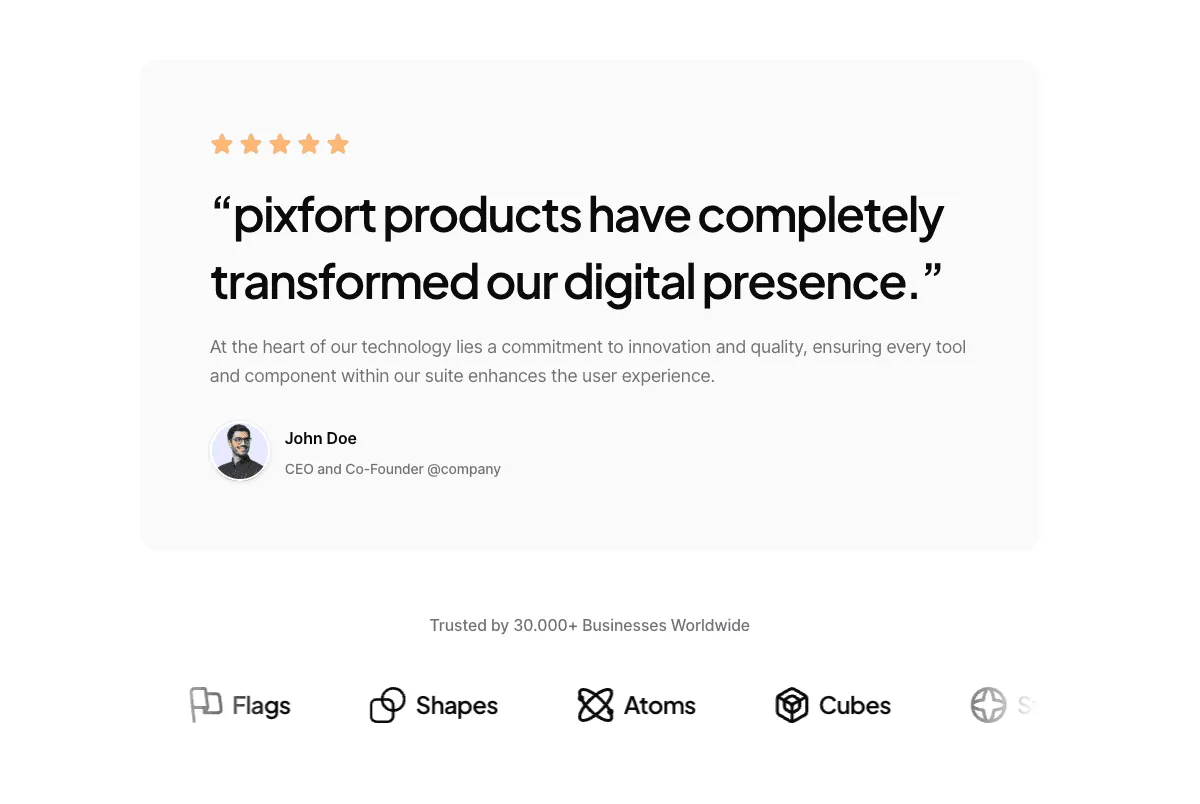 “pixfort products have completely
transformed our digital presence.”
At the heart of our technology lies a commitment to innovation and quality, ensuring every tool
and component within our suite enhances the user experience.
John Doe
CEO and Co-Founder @company
Trusted by 30.000+ Businesses Worldwide
Flags Shapes Atoms Cubes